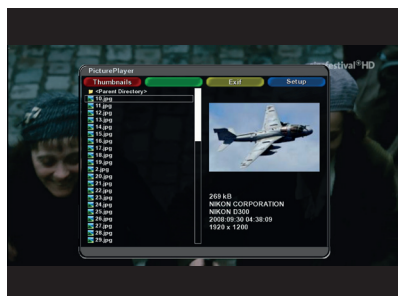 festival®HD
PicturePlayer
Thumbnails
Exif
Setup
<Parent Directory>
10.jpg
11.jpg
12.jpg
13.jpg
14.jpg
15.jpg
16.jpg
17.jpg
18.jpg
19.jpg
2.jpg
20.jpg
21.jpg
22.jpg
23.jpg
24.jpg
25.jpg
26.jpg
27.jpg
28.jpg
29.jpg
269 kB
NIKON CORPORATION
NIKON D300
2008:09:30 04:38:09
1920 x 1200